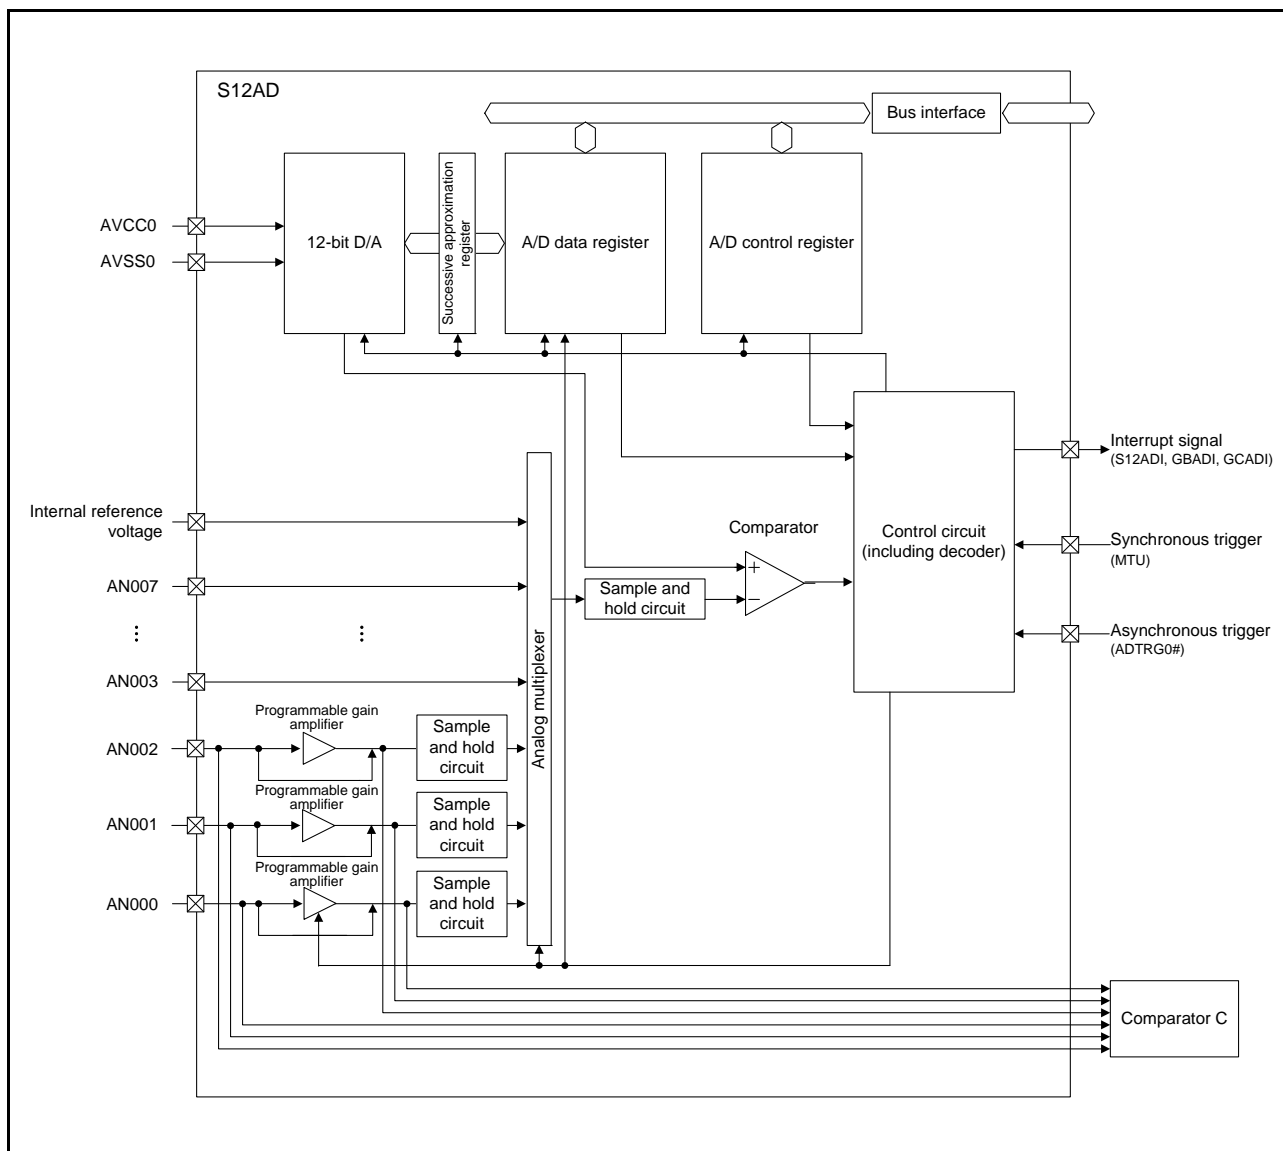 S12AD
Bus interface
AVCC0
AVSS0
12-bit D/A
Successive approximation
register
A/D data register
A/D control register
Interrupt signal
(S12ADI, GBADI, GCADI)
Internal reference
voltage
Comparator
Control circuit
(including decoder)
Synchronous trigger
(MTU)
AN007
+
−
Sample and
hold circuit
⋮
⋮
Asynchronous trigger
(ADTRG0#)
AN003
Analog multiplexer
Programmable gain
amplifier
AN002
Sample
and hold
circuit
Programmable gain
amplifier
AN001
Sample
and hold
circuit
Programmable gain
amplifier
AN000
Sample
and hold
circuit
Comparator C